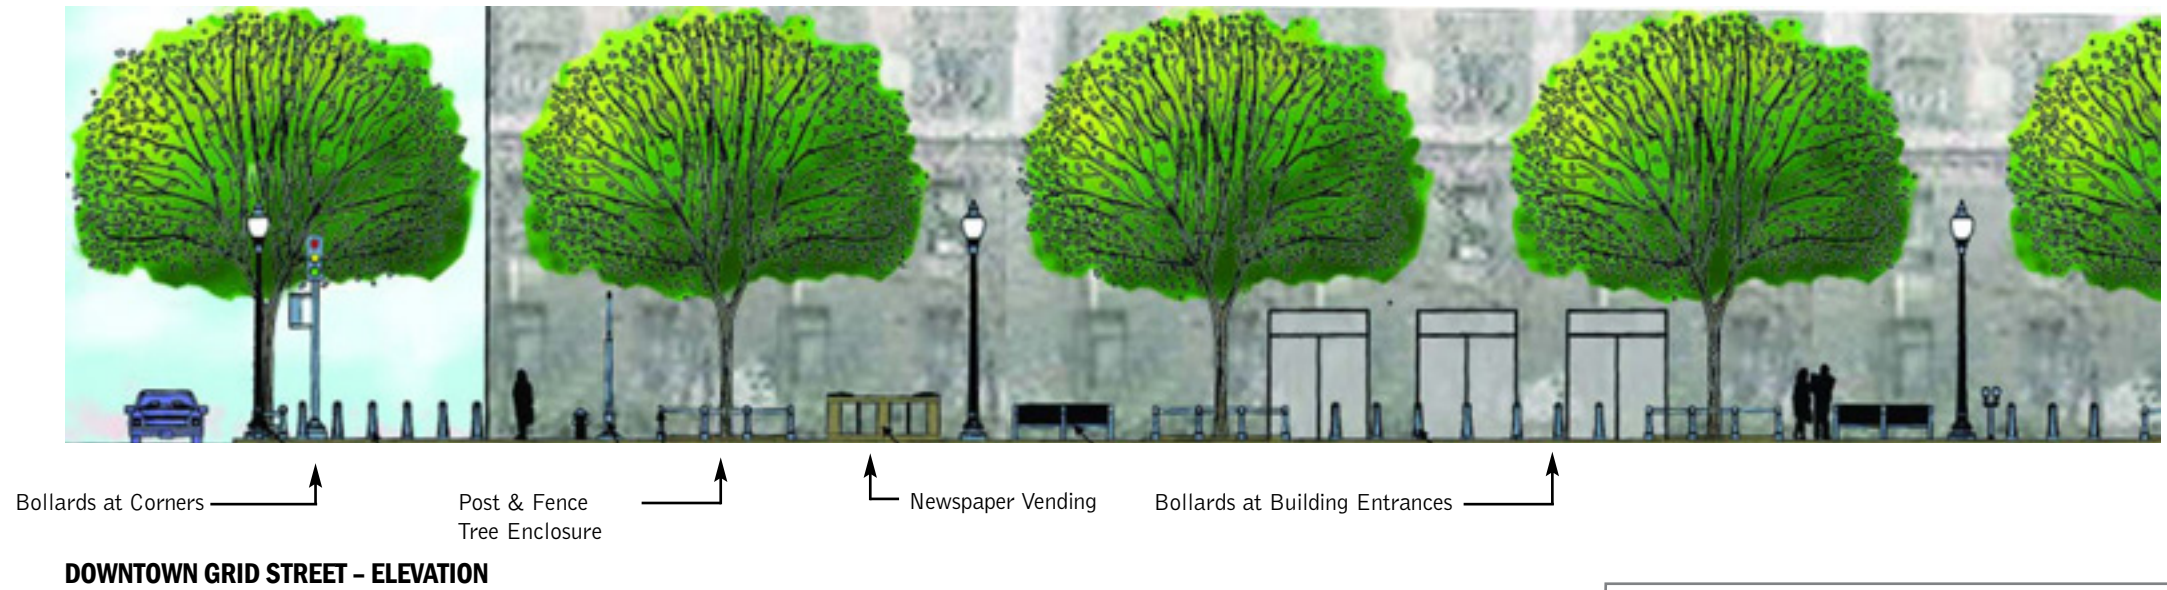 Bollards at Corners
Post & Fence
Tree Enclosure
Newspaper Vending
Bollards at Building Entrances
DOWNTOWN GRID STREET – ELEVATION